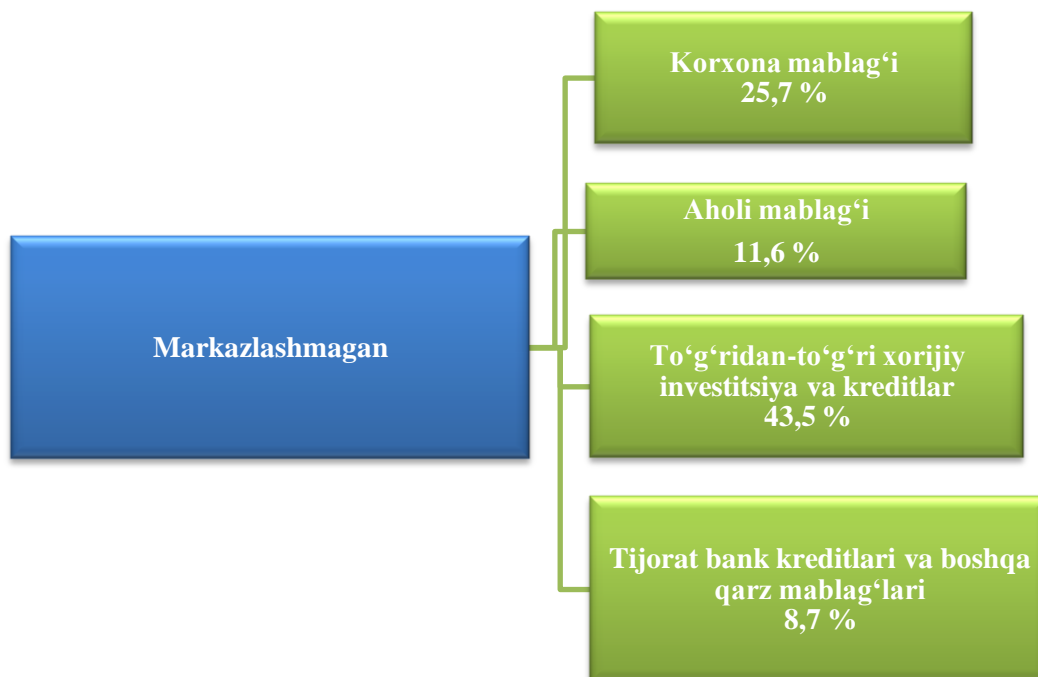 Korxona mablag‘i
25,7 %
Aholi mablag‘i
11,6 %
Markazlashmagan
To‘g‘ridan-to‘g‘ri xorijiy
investitsiya va kreditlar
43,5 %
Tijorat bank kreditlari va boshqa
qarz mablag‘lari
8,7 %